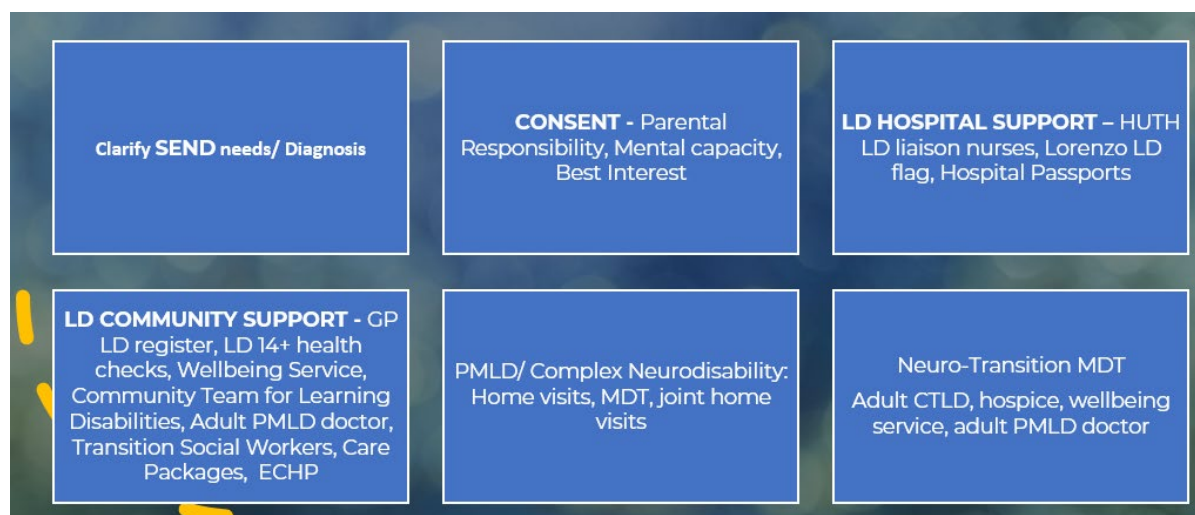 Clarify SEND needs/ Diagnosis
CONSENT - Parental
Responsibility, Mental capacity,
Best Interest
LD HOSPITAL SUPPORT – HUTH
LD liaison nurses, Lorenzo LD
flag, Hospital Passports
LD COMMUNITY SUPPORT - GP
LD register, LD 14+ health
checks, Wellbeing Service,
Community Team for Learning
Disabilities, Adult PMLD doctor,
Transition Social Workers, Care
Packages, ECHP
PMLD/ Complex Neurodisability:
Home visits, MDT, joint home
visits
Neuro-Transition MDT
Adult CTLD, hospice, wellbeing
service, adult PMLD doctor